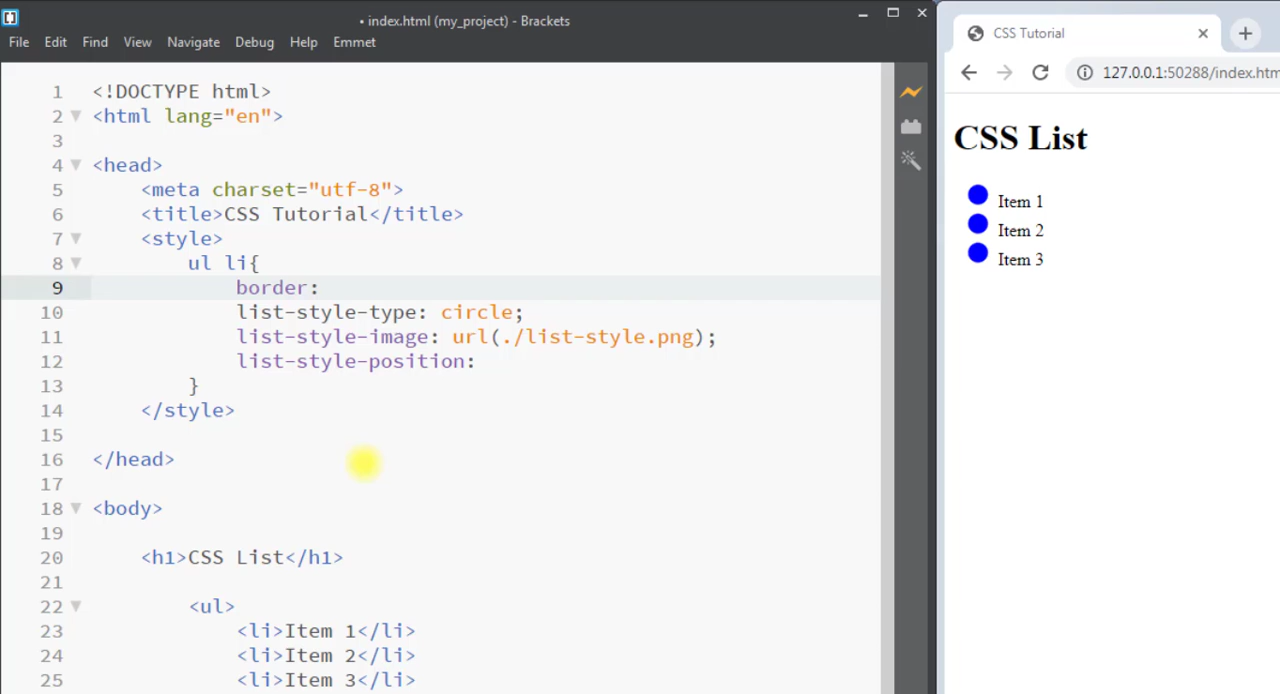 • index.html (my_project) - Brackets
File Edit Find View Navigate Debug Help Emmet
1 <!DOCTYPE html>
2 <html lang="en">
3
4 <head>
5 <meta charset="utf-8">
6 <title>CSS Tutorial</title>
7 <style>
8 ul li{
9 border:
10 list-style-type: circle;
11 list-style-image: url(./list-style.png);
12 list-style-position:
13 }
14 </style>
15
16 </head>
17
18 <body>
19
20 <h1>CSS List</h1>
21
22 <ul>
23 <li>Item 1</li>
24 <li>Item 2</li>
25 <li>Item 3</li>
CSS Tutorial
127.0.0.1:50288/index.htm
CSS List
Item 1
Item 2
Item 3